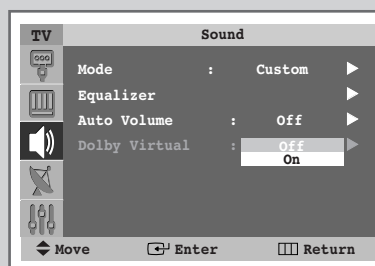 TV Sound
Mode : Custom
Equalizer
Auto Volume : Off
Dolby Virtual : Off
On
Move Enter Return